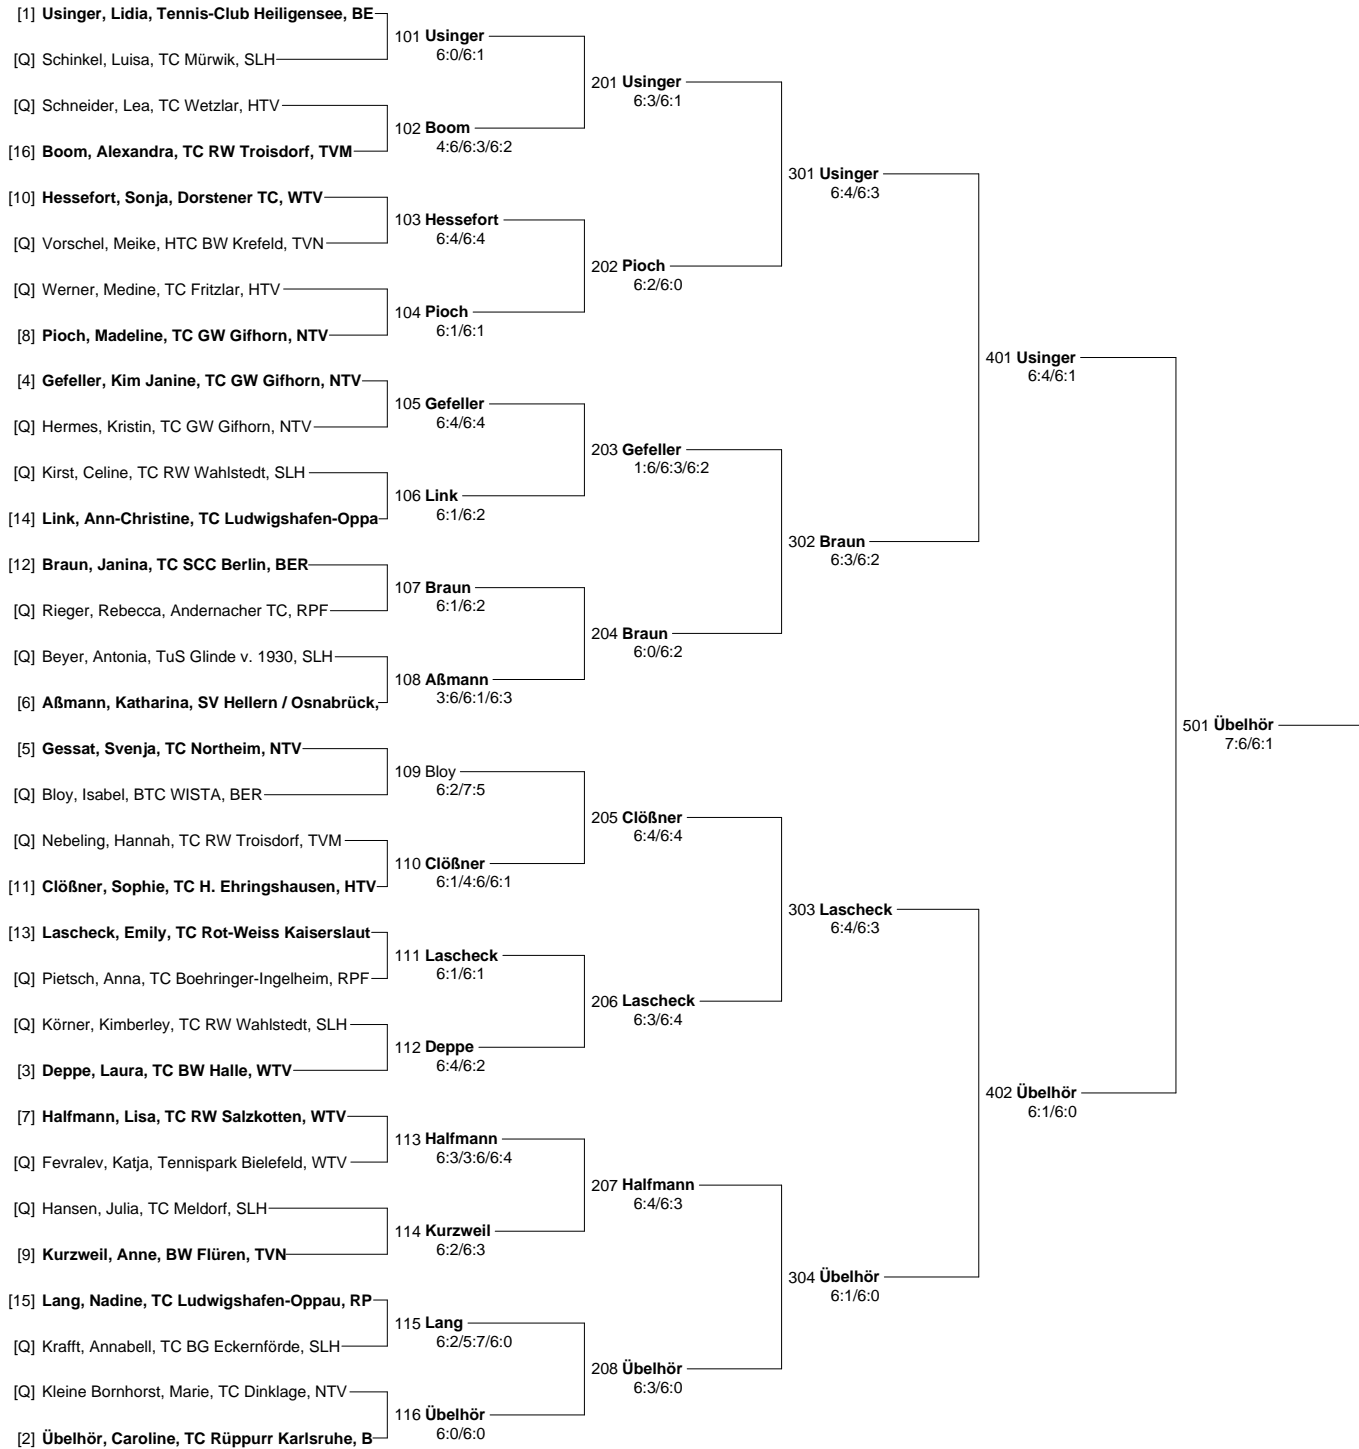 [1] Usinger, Lidia, Tennis-Club Heiligensee, BE
101 Usinger
6:0/6:1
[Q] Schinkel, Luisa, TC Mürwik, SLH
201 Usinger
6:3/6:1
[Q] Schneider, Lea, TC Wetzlar, HTV
102 Boom
4:6/6:3/6:2
[16] Boom, Alexandra, TC RW Troisdorf, TVM
301 Usinger
6:4/6:3
[10] Hessefort, Sonja, Dorstener TC, WTV
103 Hessefort
6:4/6:4
[Q] Vorschel, Meike, HTC BW Krefeld, TVN
202 Pioch
6:2/6:0
[Q] Werner, Medine, TC Fritzlar, HTV
104 Pioch
6:1/6:1
[8] Pioch, Madeline, TC GW Gifhorn, NTV
401 Usinger
6:4/6:1
[4] Gefeller, Kim Janine, TC GW Gifhorn, NTV
105 Gefeller
6:4/6:4
[Q] Hermes, Kristin, TC GW Gifhorn, NTV
203 Gefeller
1:6/6:3/6:2
[Q] Kirst, Celine, TC RW Wahlstedt, SLH
106 Link
6:1/6:2
[14] Link, Ann-Christine, TC Ludwigshafen-Oppa
302 Braun
6:3/6:2
[12] Braun, Janina, TC SCC Berlin, BER
107 Braun
6:1/6:2
[Q] Rieger, Rebecca, Andernacher TC, RPF
204 Braun
6:0/6:2
[Q] Beyer, Antonia, TuS Glinde v. 1930, SLH
108 Aßmann
3:6/6:1/6:3
[6] Aßmann, Katharina, SV Hellern / Osnabrück,
501 Übelhör
7:6/6:1
[5] Gessat, Svenja, TC Northeim, NTV
109 Bloy
6:2/7:5
[Q] Bloy, Isabel, BTC WISTA, BER
205 Clößner
6:4/6:4
[Q] Nebeling, Hannah, TC RW Troisdorf, TVM
110 Clößner
6:1/4:6/6:1
[11] Clößner, Sophie, TC H. Ehringshausen, HTV
303 Lascheck
6:4/6:3
[13] Lascheck, Emily, TC Rot-Weiss Kaiserslaut
111 Lascheck
6:1/6:1
[Q] Pietsch, Anna, TC Boehringer-Ingelheim, RPF
206 Lascheck
6:3/6:4
[Q] Körner, Kimberley, TC RW Wahlstedt, SLH
112 Deppe
6:4/6:2
[3] Deppe, Laura, TC BW Halle, WTV
402 Übelhör
6:1/6:0
[7] Halfmann, Lisa, TC RW Salzkotten, WTV
113 Halfmann
6:3/3:6/6:4
[Q] Fevralev, Katja, Tennispark Bielefeld, WTV
207 Halfmann
6:4/6:3
[Q] Hansen, Julia, TC Meldorf, SLH
114 Kurzweil
6:2/6:3
[9] Kurzweil, Anne, BW Flüren, TVN
304 Übelhör
6:1/6:0
[15] Lang, Nadine, TC Ludwigshafen-Oppau, RP
115 Lang
6:2/5:7/6:0
[Q] Krafft, Annabell, TC BG Eckernförde, SLH
208 Übelhör
6:3/6:0
[Q] Kleine Bornhorst, Marie, TC Dinklage, NTV
116 Übelhör
6:0/6:0
[2] Übelhör, Caroline, TC Rüppurr Karlsruhe, B